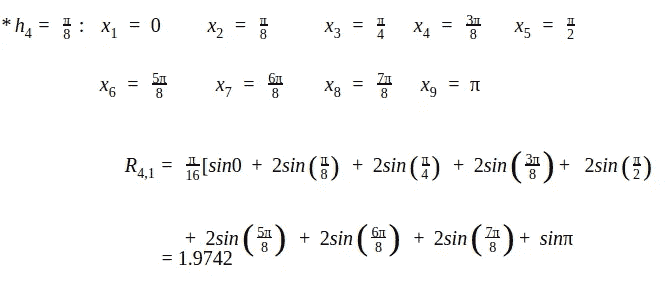 * h₄ = π/8 : x₁ = 0 x₂ = π/8 x₃ = π/4 x₄ = 3π/8 x₅ = π/2
x₆ = 5π/8 x₇ = 6π/8 x₈ = 7π/8 x₉ = π
R₄,₁ = π/16 [sin0 + 2sin(π/8) + 2sin(π/4) + 2sin(3π/8) + 2sin(π/2)
+ 2sin(5π/8) + 2sin(6π/8) + 2sin(7π/8) + sinπ
= 1.9742